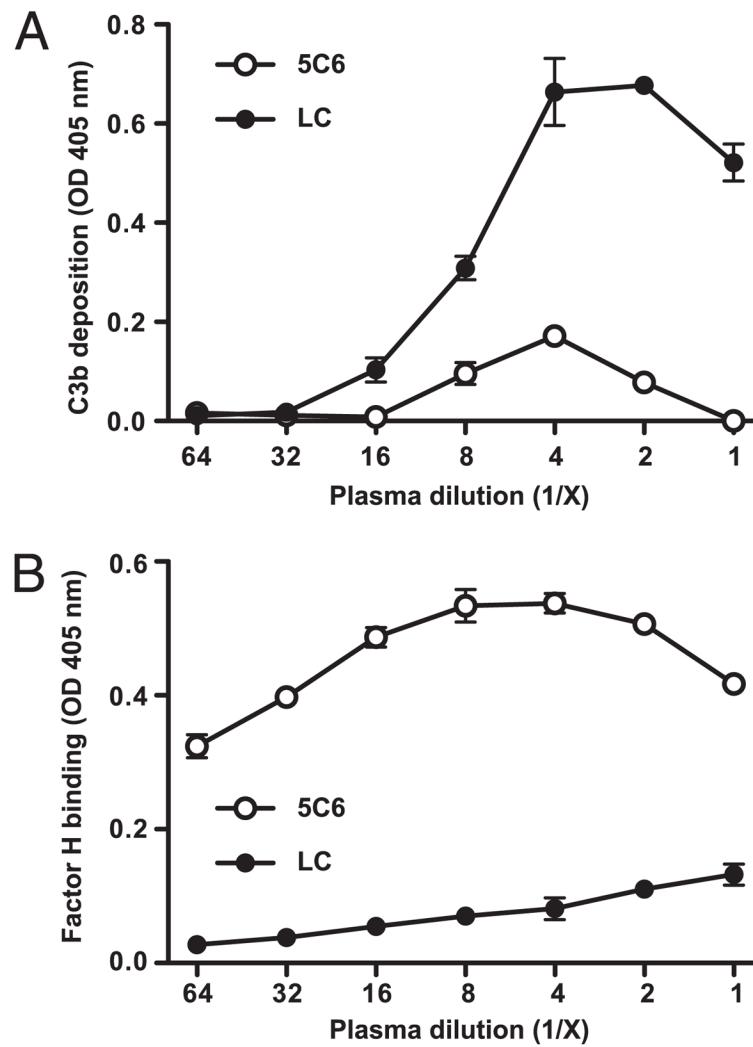 A
C3b deposition (OD 405 nm)
0.8
0.6
0.4
0.2
0.0
5C6
LC
64 32 16 8 4 2 1
Plasma dilution (1/X)
B
Factor H binding (OD 405 nm)
0.6
0.4
0.2
0.0
5C6
LC
64 32 16 8 4 2 1
Plasma dilution (1/X)